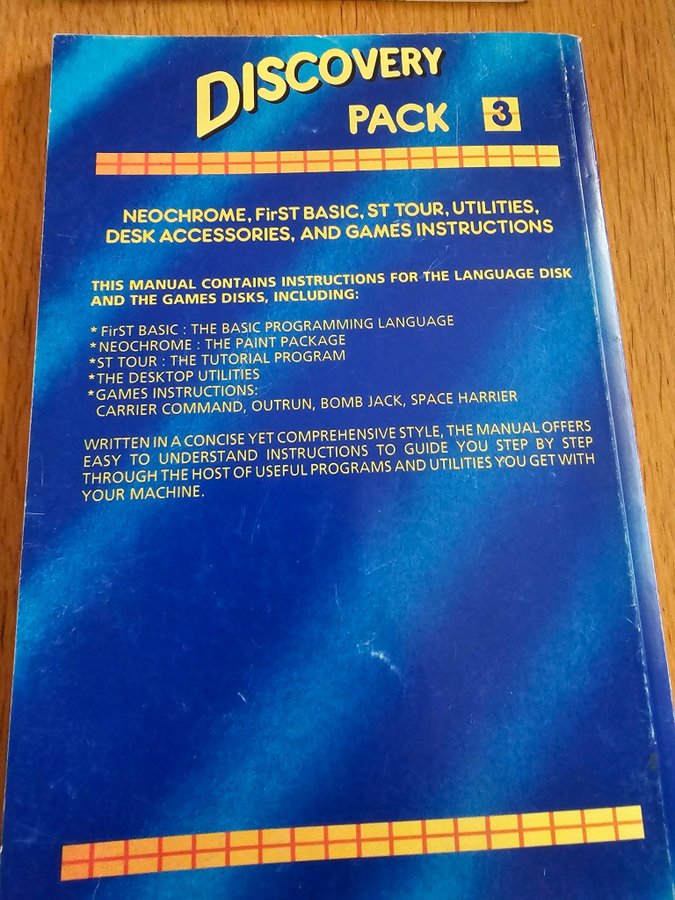 DISCOVERY
PACK 3
NEOCHROME, FirST BASIC, ST TOUR, UTILITIES,
DESK ACCESSORIES, AND GAMES INSTRUCTIONS
THIS MANUAL CONTAINS INSTRUCTIONS FOR THE LANGUAGE DISK
AND THE GAMES DISKS, INCLUDING:
* FirST BASIC : THE BASIC PROGRAMMING LANGUAGE
*NEOCHROME : THE PAINT PACKAGE
*ST TOUR : THE TUTORIAL PROGRAM
*THE DESKTOP UTILITIES
*GAMES INSTRUCTIONS:
CARRIER COMMAND, OUTRUN, BOMB JACK, SPACE HARRIER
WRITTEN IN A CONCISE YET COMPREHENSIVE STYLE, THE MANUAL OFFERS
EASY TO UNDERSTAND INSTRUCTIONS TO GUIDE YOU STEP BY STEP
THROUGH THE HOST OF USEFUL PROGRAMS AND UTILITIES YOU GET WITH
YOUR MACHINE.